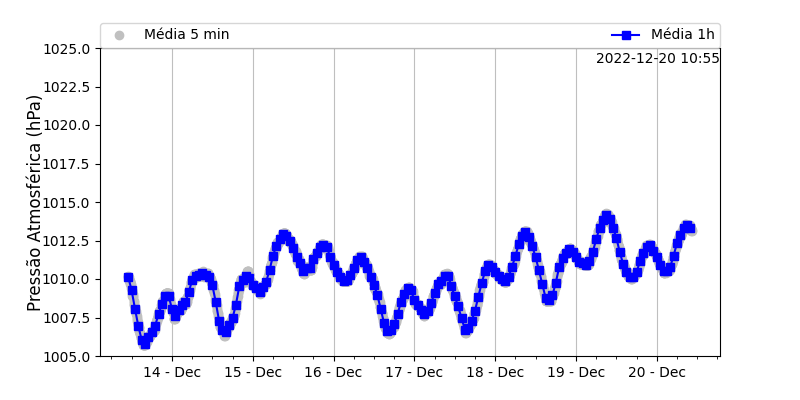 Média 5 min
Média 1h
2022-12-20 10:55
Pressão Atmosférica (hPa)
1025.0
1022.5
1020.0
1017.5
1015.0
1012.5
1010.0
1007.5
1005.0
14 - Dec
15 - Dec
16 - Dec
17 - Dec
18 - Dec
19 - Dec
20 - Dec